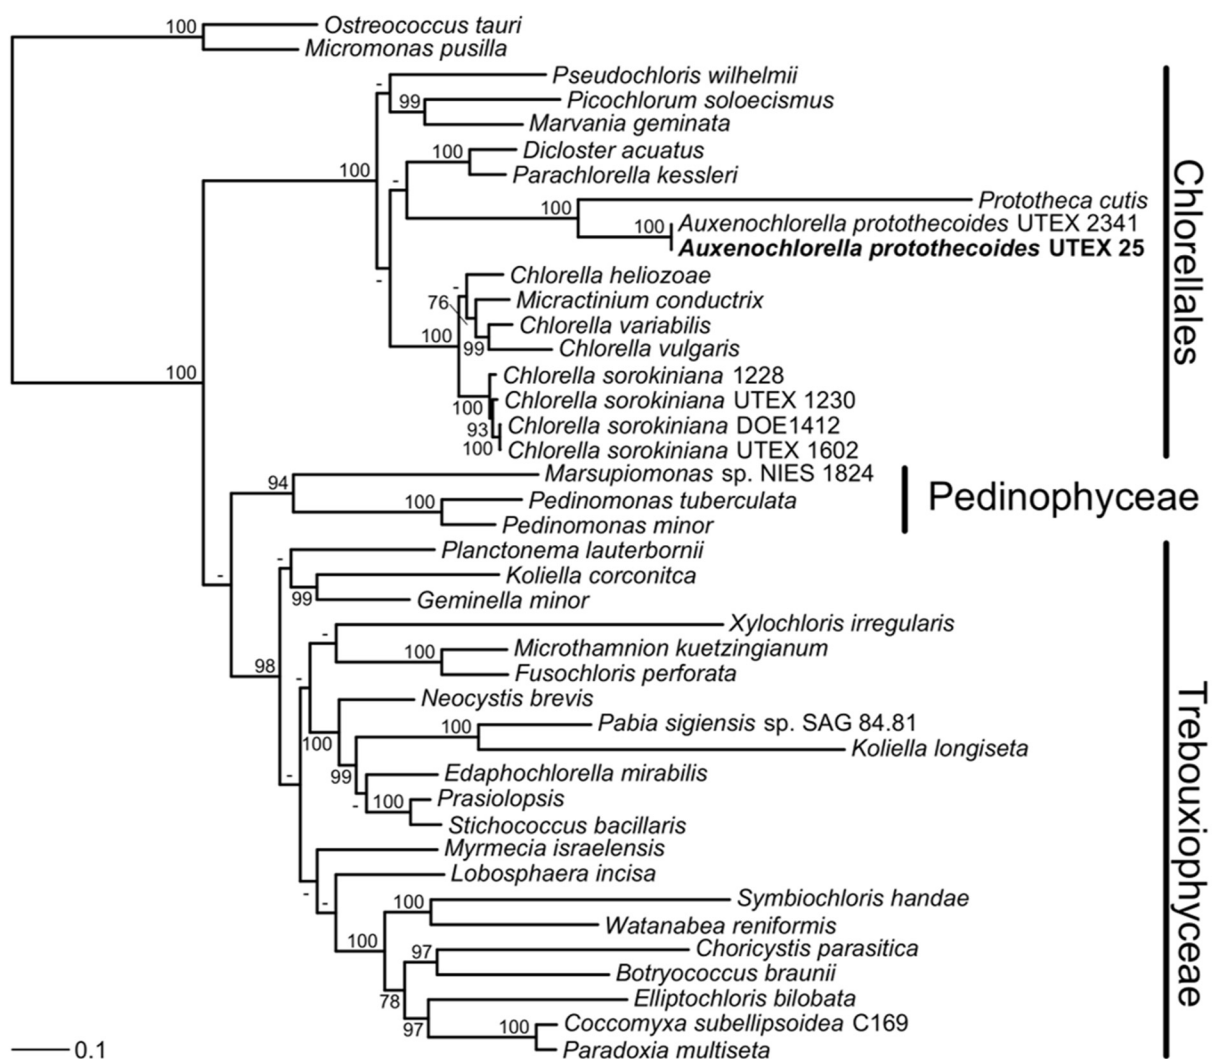 100
Ostreococcus tauri
Micromonas pusilla
Pseudochloris wilhelmii
-
99
Picochlorum soloecismus
Marvania geminata
100
Dicloster acuatus
100
Parachlorella kessleri
-
Prototheca cutis
100
Auxenochlorella protothecoides UTEX 2341
100
Auxenochlorella protothecoides UTEX 25
-
Chlorella heliozoae
-
76
Micractinium conductrix
Chlorella variabilis
100
99
Chlorella vulgaris
Chlorella sorokiniana 1228
100
Chlorella sorokiniana UTEX 1230
93
Chlorella sorokiniana DOE1412
100
Chlorella sorokiniana UTEX 1602
100
Chlorellales
Marsupiomonas sp. NIES 1824
94
100
Pedinomonas tuberculata
Pedinomonas minor
Pedinophyceae
-
Planctonema lauterbornii
-
Koliella corconitca
99
Geminella minor
98
Xylochloris irregularis
-
100
Microthamnion kuetzingianum
Fusochloris perforata
-
Neocystis brevis
100
100
Pabia sigiensis sp. SAG 84.81
Koliella longiseta
99
-
Edaphochlorella mirabilis
-
100
Prasiolopsis
Stichococcus bacillaris
Myrmecia israelensis
-
Lobosphaera incisa
-
100
Symbiochloris handae
Watanabea reniformis
100
97
Choricystis parasitica
Botryococcus braunii
78
Elliptochloris bilobata
97
100
Coccomyxa subellipsoidea C169
Paradoxia multiseta
Trebouxiophyceae
0.1